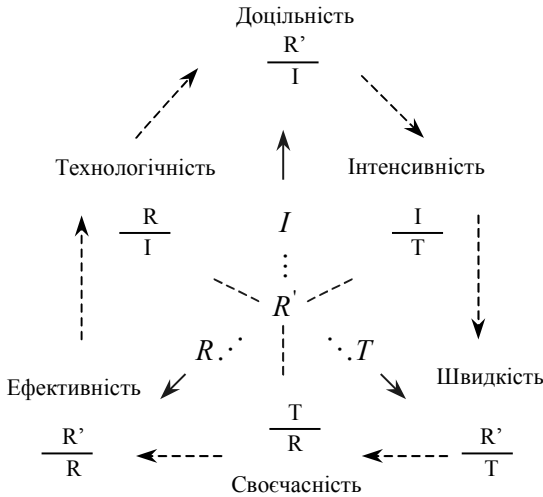 Доцільність
R’
I
Технологічність
Інтенсивність
R
I
I
I
T
R'
R
T
Ефективність
Швидкість
T
R
R’
R
R’
T
Своєчасність